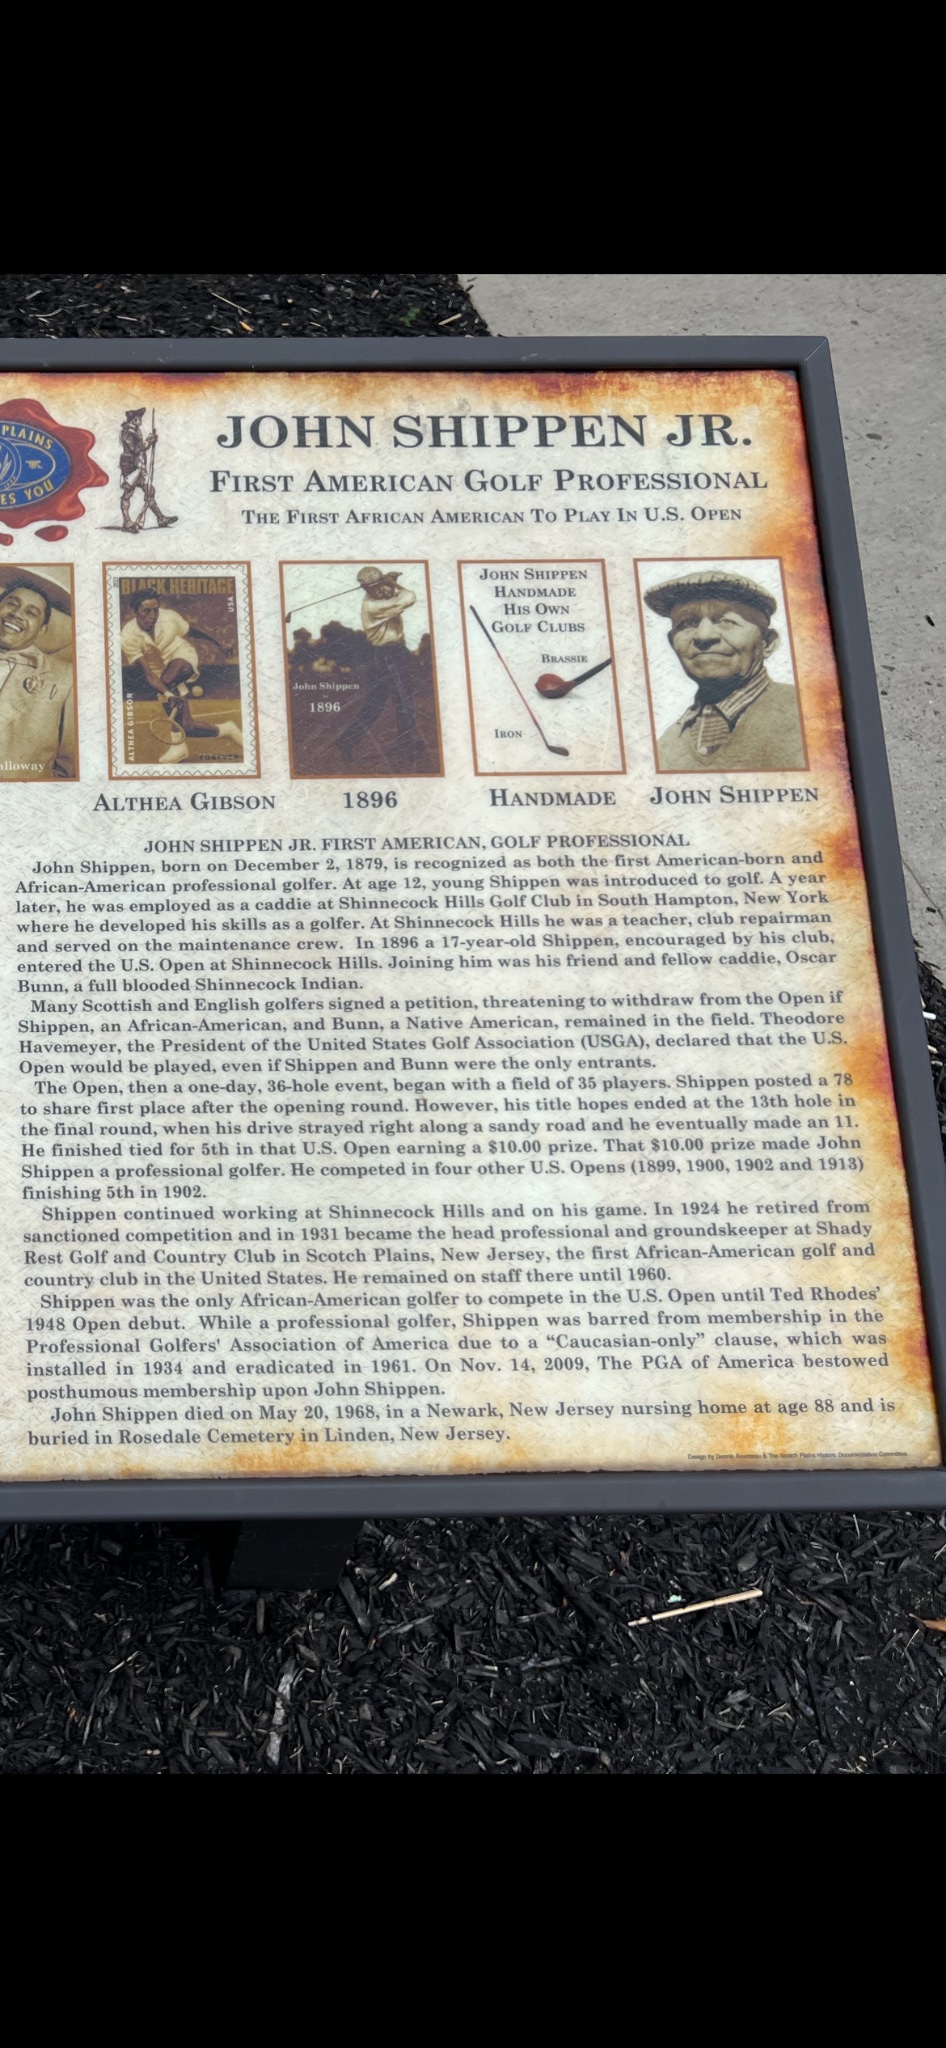 PLAINS
ES YOU
JOHN SHIPPEN JR.
FIRST AMERICAN GOLF PROFESSIONAL
THE FIRST AFRICAN AMERICAN TO PLAY IN U.S. OPEN
alloway
BLACK HERITAGE
USA
ALTHEA GIBSON
FOREVER
ALTHEA GIBSON
John Shippen
1896
1896
JOHN SHIPPEN
HANDMADE
HIS OWN
GOLF CLUBS
BRASSIE
IRON
HANDMADE
JOHN SHIPPEN
JOHN SHIPPEN JR. FIRST AMERICAN, GOLF PROFESSIONAL
John Shippen, born on December 2, 1879, is recognized as both the first American-born and
African-American professional golfer. At age 12, young Shippen was introduced to golf. A year
later, he was employed as a caddie at Shinnecock Hills Golf Club in South Hampton, New York
where he developed his skills as a golfer. At Shinnecock Hills he was a teacher, club repairman
and served on the maintenance crew. In 1896 a 17-year-old Shippen, encouraged by his club,
entered the U.S. Open at Shinnecock Hills. Joining him was his friend and fellow caddie, Oscar
Bunn, a full blooded Shinnecock Indian.
Many Scottish and English golfers signed a petition, threatening to withdraw from the Open if
Shippen, an African-American, and Bunn, a Native American, remained in the field. Theodore
Havemeyer, the President of the United States Golf Association (USGA), declared that the U.S.
Open would be played, even if Shippen and Bunn were the only entrants.
The Open, then a one-day, 36-hole event, began with a field of 35 players. Shippen posted a 78
to share first place after the opening round. However, his title hopes ended at the 13th hole in
the final round, when his drive strayed right along a sandy road and he eventually made an 11.
He finished tied for 5th in that U.S. Open earning a $10.00 prize. That $10.00 prize made John
Shippen a professional golfer. He competed in four other U.S. Opens (1899, 1900, 1902 and 1913)
finishing 5th in 1902.
Shippen continued working at Shinnecock Hills and on his game. In 1924 he retired from
sanctioned competition and in 1931 became the head professional and groundskeeper at Shady
Rest Golf and Country Club in Scotch Plains, New Jersey, the first African-American golf and
country club in the United States. He remained on staff there until 1960.
Shippen was the only African-American golfer to compete in the U.S. Open until Ted Rhodes'
1948 Open debut. While a professional golfer, Shippen was barred from membership in the
Professional Golfers' Association of America due to a “Caucasian-only” clause, which was
installed in 1934 and eradicated in 1961. On Nov. 14, 2009, The PGA of America bestowed
posthumous membership upon John Shippen.
John Shippen died on May 20, 1968, in a Newark, New Jersey nursing home at age 88 and is
buried in Rosedale Cemetery in Linden, New Jersey.
Design by Dennis & The Scotch Plains Historic Documentation Committee